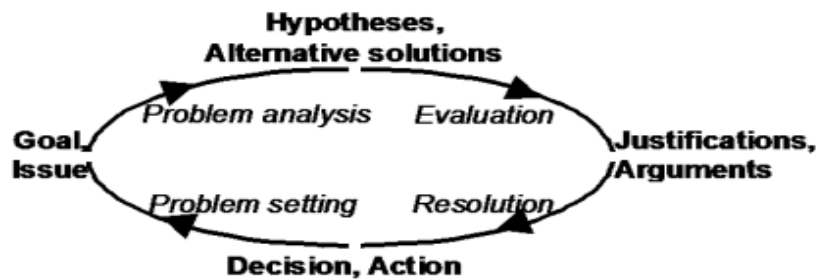 Hypotheses,
Alternative solutions
Problem analysis
Evaluation
Goal,
Issue
Justifications,
Arguments
Problem setting
Resolution
Decision, Action